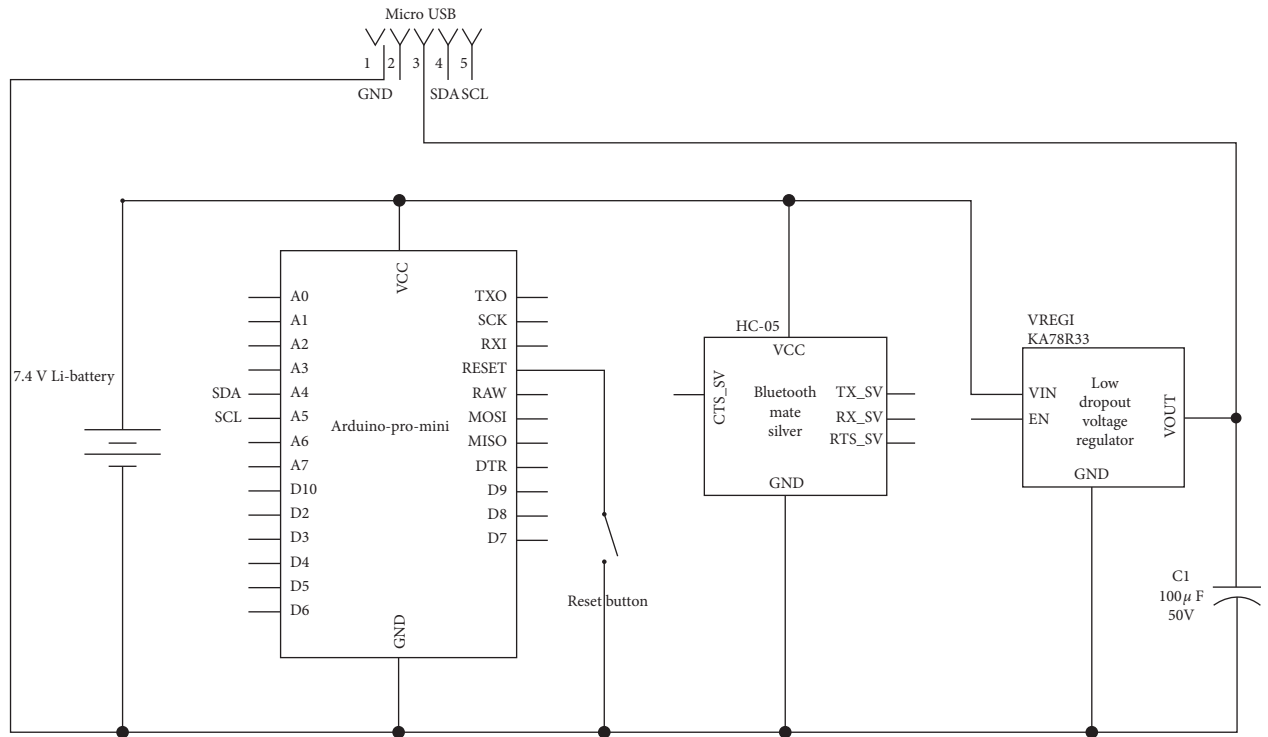 Micro USB
1 2 3 4 5
GND SDA SCL
7.4 V Li-battery
SDA
SCL
VCC
A0
A1
A2
A3
A4
A5
A6
A7
D10
D2
D3
D4
D5
D6
Arduino-pro-mini
TXO
SCK
RXI
RESET
RAW
MOSI
MISO
DTR
D9
D8
D7
GND
Reset button
HC-05
VCC
CTS_SV
Bluetooth
mate
silver
TX_SV
RX_SV
RTS_SV
GND
VREGI
KA78R33
VIN
EN
Low
dropout
voltage
regulator
VOUT
GND
C1
100μ F
50V